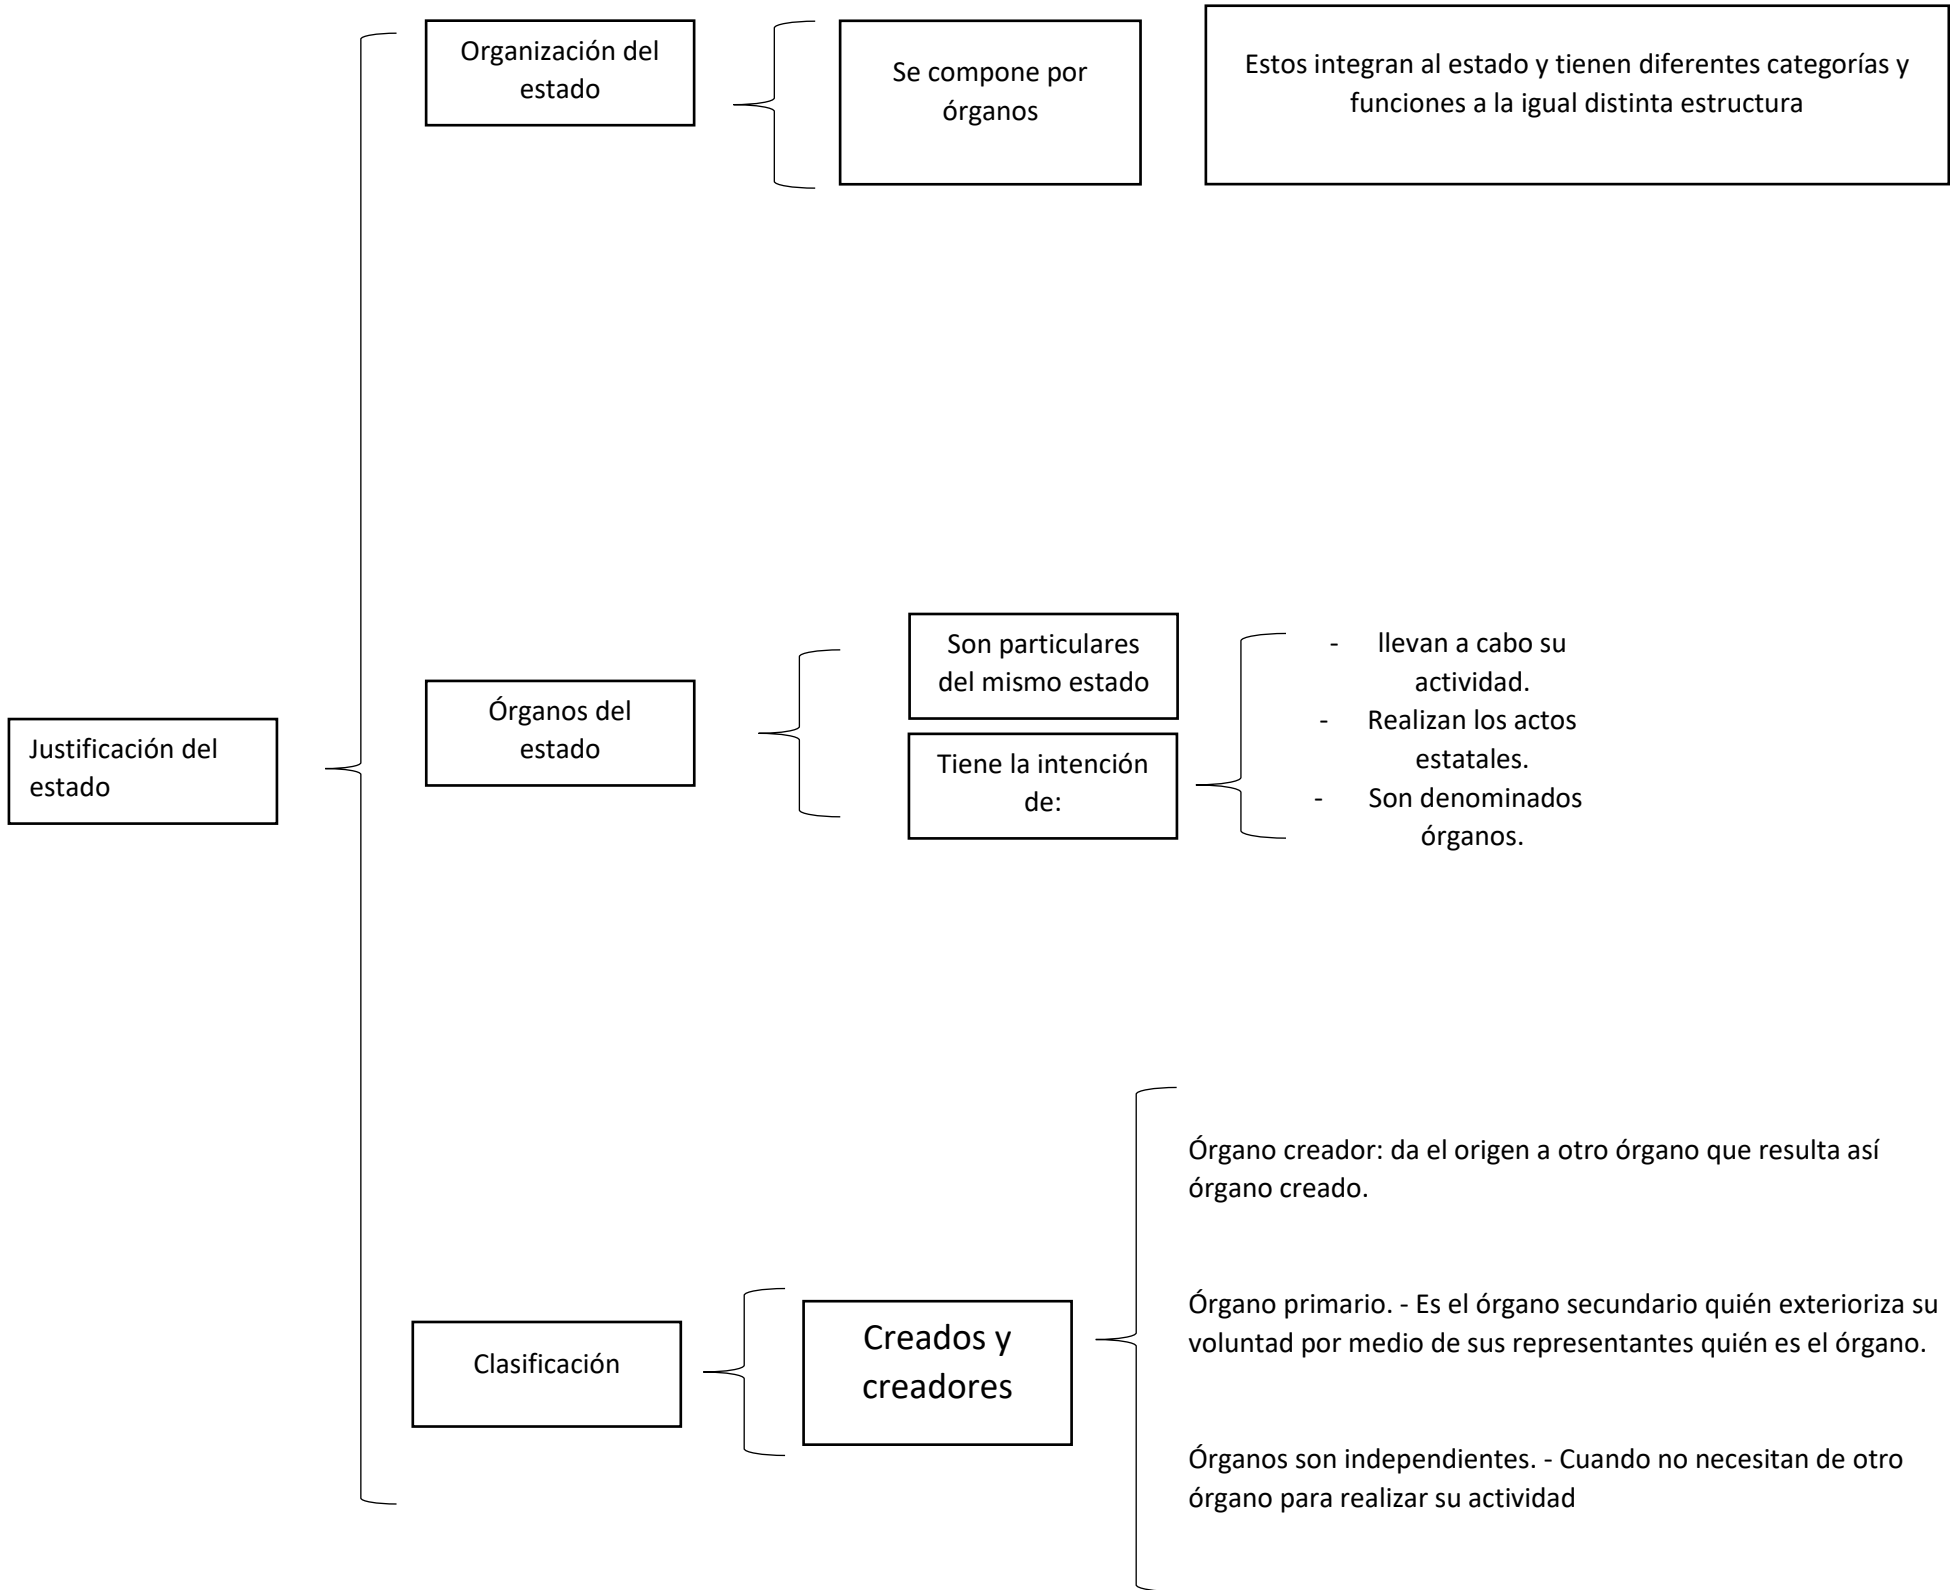 Organización del
estado
Se compone por
órganos
Estos integran al estado y tienen diferentes categorías y
funciones a la igual distinta estructura
Justificación del
estado
Órganos del
estado
Son particulares
del mismo estado
Tiene la intención
de:
- llevan a cabo su
actividad.
- Realizan los actos
estatales.
- Son denominados
órganos.
Clasificación
Creados y
creadores
Órgano creador: da el origen a otro órgano que resulta así
órgano creado.
Órgano primario. - Es el órgano secundario quién exterioriza su
voluntad por medio de sus representantes quién es el órgano.
Órganos son independientes. - Cuando no necesitan de otro
órgano para realizar su actividad